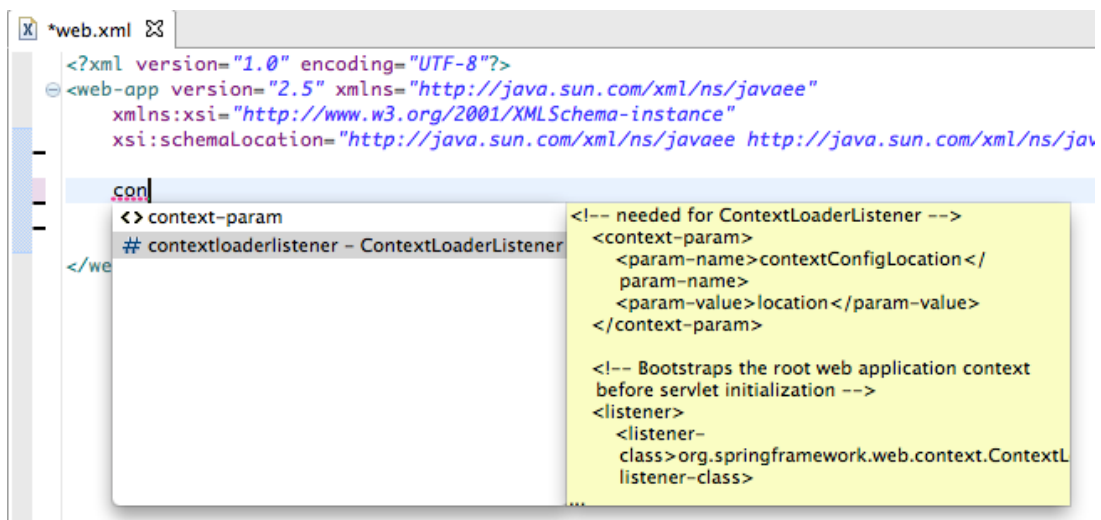 *web.xml
<?xml version="1.0" encoding="UTF-8"?>
<web-app version="2.5" xmlns="http://java.sun.com/xml/ns/javaee"
xmlns:xsi="http://www.w3.org/2001/XMLSchema-instance"
xsi:schemaLocation="http://java.sun.com/xml/ns/javaee http://java.sun.com/xml/ns/jav
con
<> context-param
# contextloaderlistener - ContextLoaderListener
</we
<!-- needed for ContextLoaderListener -->
<context-param>
<param-name>contextConfigLocation</
param-name>
<param-value>location</param-value>
</context-param>
<!-- Bootstraps the root web application context
before servlet initialization -->
<listener>
<listener-
class>org.springframework.web.context.ContextL
listener-class>
...